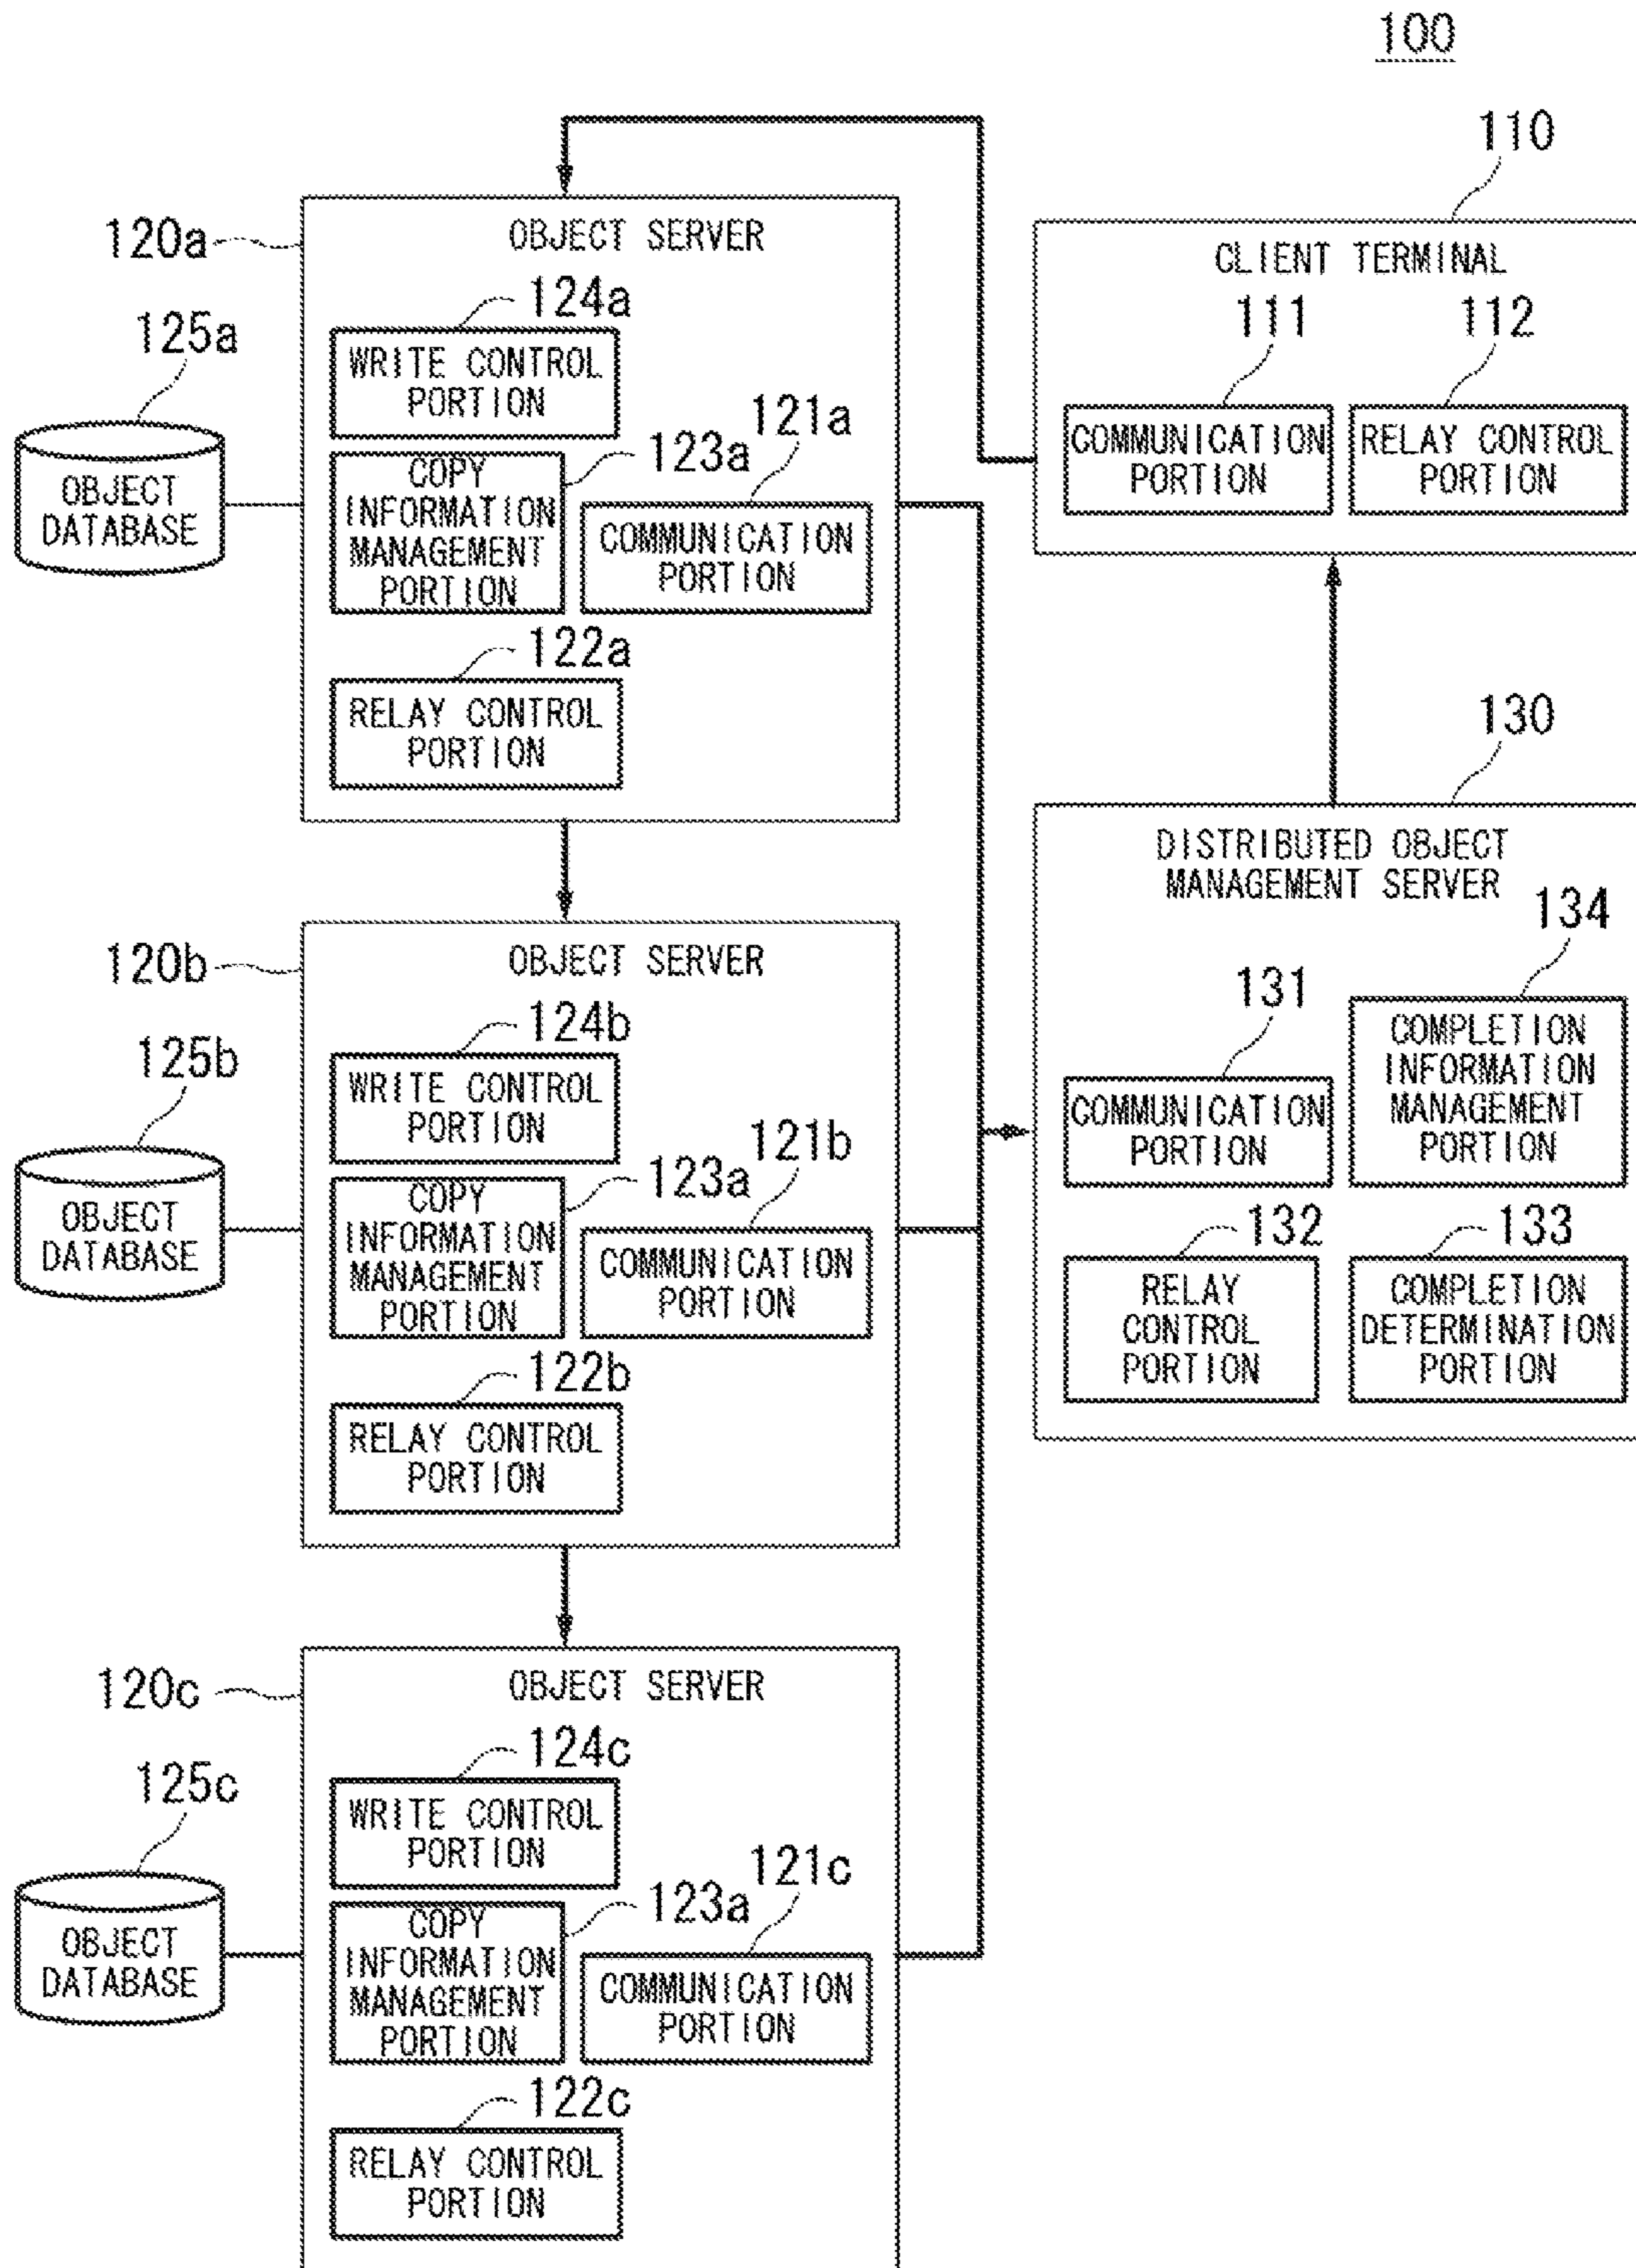 100
110
120a
OBJECT SERVER
CLIENT TERMINAL
124a
111
112
125a
WRITE CONTROL
PORTION
121a
COMMUNICATION
PORTION
RELAY CONTROL
PORTION
123a
COPY
INFORMATION
MANAGEMENT
PORTION
OBJECT
DATABASE
COMMUNICATION
PORTION
122a
RELAY CONTROL
PORTION
130
DISTRIBUTED OBJECT
MANAGEMENT SERVER
134
120b
OBJECT SERVER
131
124b
COMPLETION
INFORMATION
MANAGEMENT
PORTION
125b
WRITE CONTROL
PORTION
COMMUNICATION
PORTION
121b
123a
COPY
INFORMATION
MANAGEMENT
PORTION
OBJECT
DATABASE
COMMUNICATION
PORTION
132
133
RELAY
CONTROL
PORTION
COMPLETION
DETERMINATION
PORTION
122b
RELAY CONTROL
PORTION
120c
OBJECT SERVER
124c
125c
WRITE CONTROL
PORTION
121c
123a
COPY
INFORMATION
MANAGEMENT
PORTION
OBJECT
DATABASE
COMMUNICATION
PORTION
122c
RELAY CONTROL
PORTION